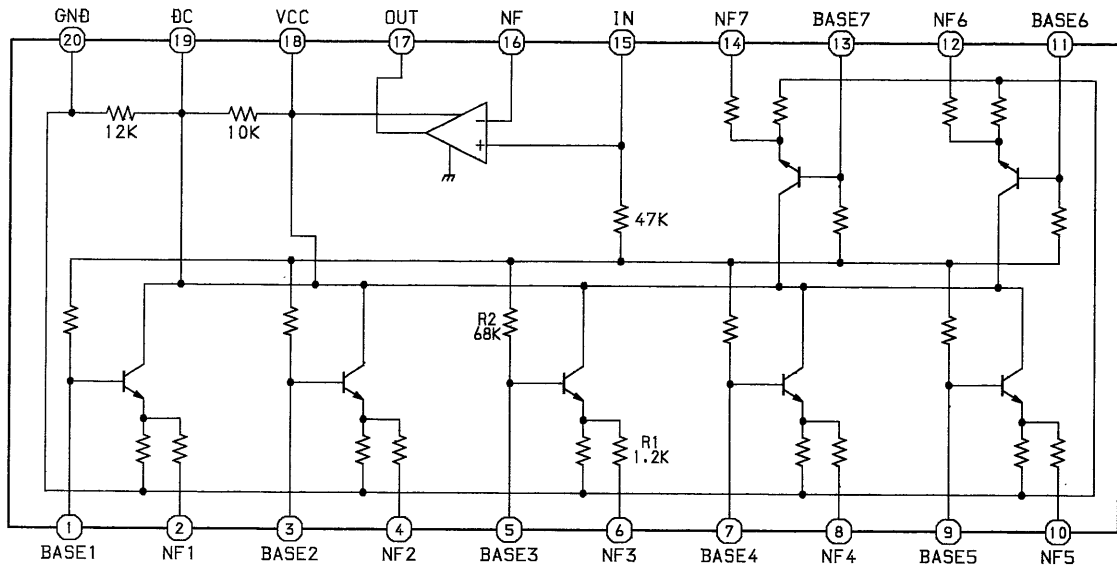 GND DC VCC OUT NF IN NF7 BASE7 NF6 BASE6
20 19 18 17 16 15 14 13 12 11
12K 10K
− +
47K
R2
68K
R1
1.2K
1 2 3 4 5 6 7 8 9 10
BASE1 NF1 BASE2 NF2 BASE3 NF3 BASE4 NF4 BASE5 NF5